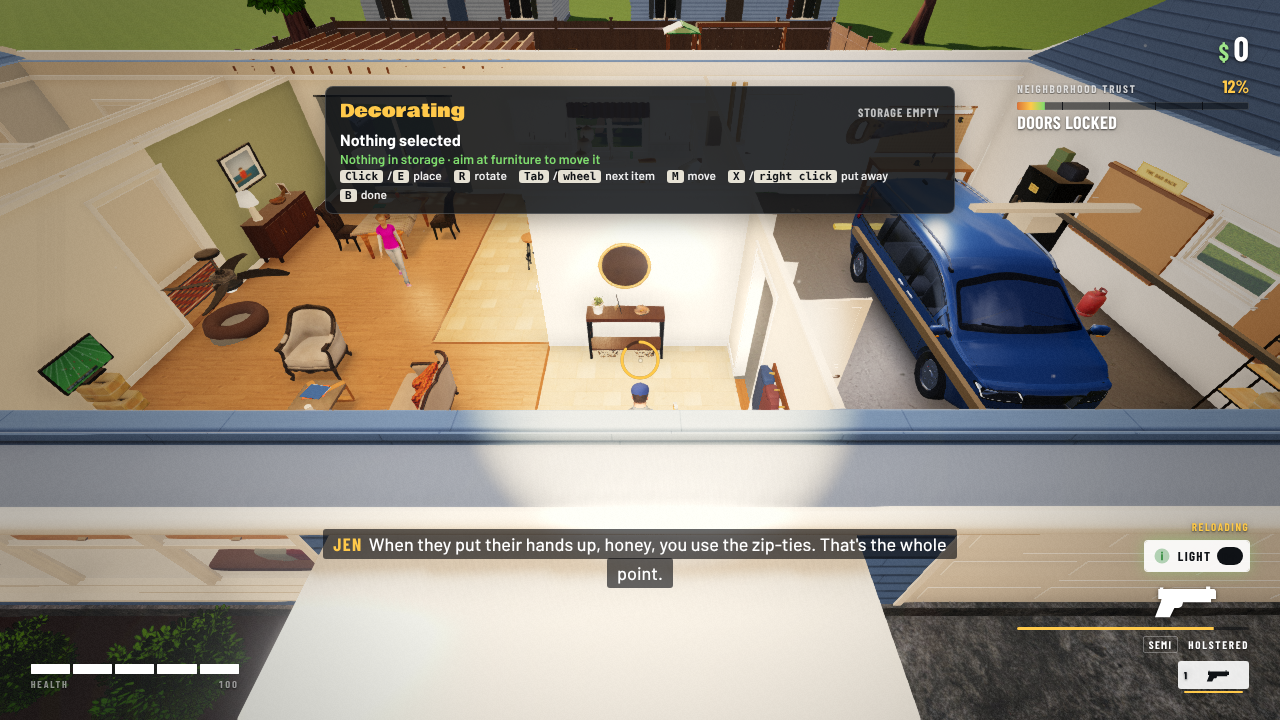 $ 0
NEIGHBORHOOD TRUST 12%
DOORS LOCKED
Decorating
STORAGE EMPTY
Nothing selected
Nothing in storage · aim at furniture to move it
Click / E place R rotate Tab / wheel next item M move X / right click put away
B done
JEN When they put their hands up, honey, you use the zip-ties. That's the whole
point.
RELOADING
i LIGHT
SEMI HOLSTERED
1
HEALTH 100